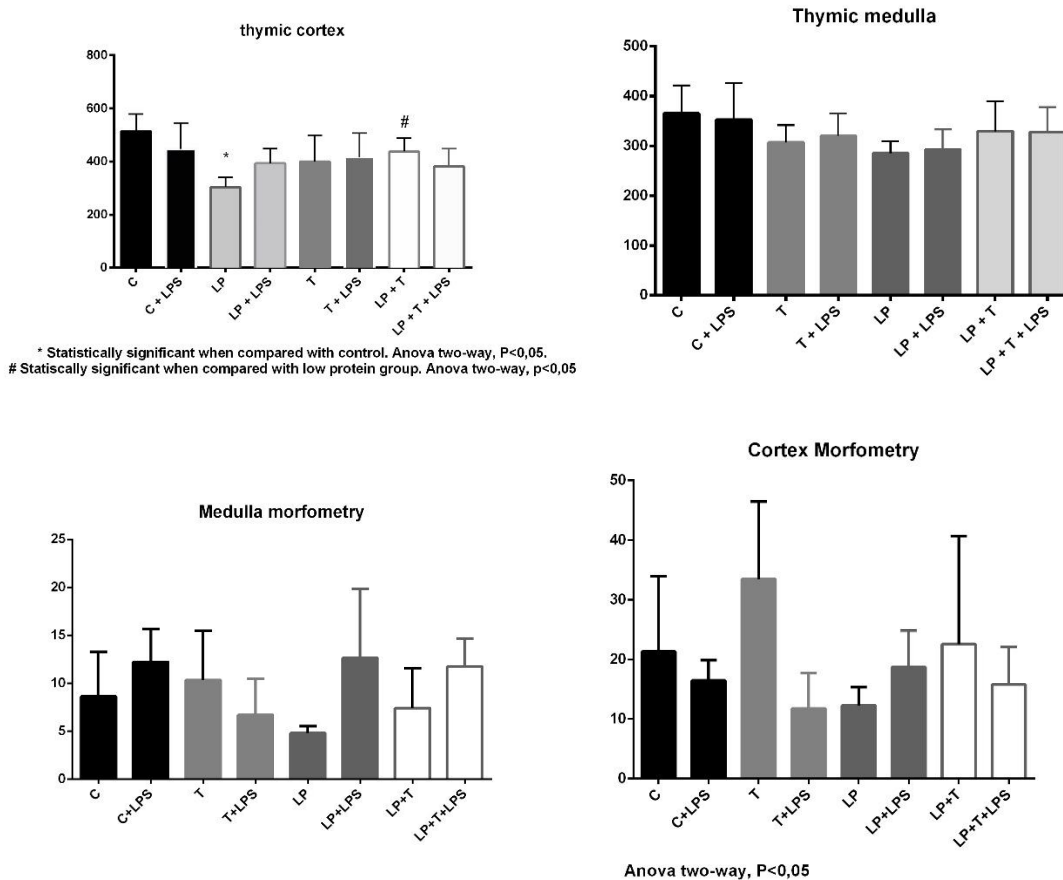 thymic cortex
800
600
400
200
0
*
#
C
C + LPS
LP
LP + LPS
T
T + LPS
LP + T
LP + T + LPS
* Statistically significant when compared with control. Anova two-way, P<0,05.
# Statiscally significant when compared with low protein group. Anova two-way, p<0,05
Thymic medulla
500
400
300
200
100
0
C
C + LPS
T
T + LPS
LP
LP + LPS
LP + T
LP + T + LPS
Medulla morfometry
25
20
15
10
5
0
C
C+LPS
T
T+LPS
LP
LP+LPS
LP+T
LP+T+LPS
Cortex Morfometry
50
40
30
20
10
0
C
C+LPS
T
T+LPS
LP
LP+LPS
LP+T
LP+T+LPS
Anova two-way, P<0,05